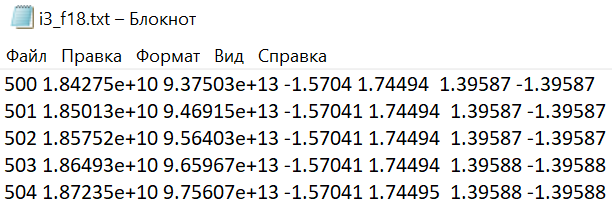 i3_f18.txt – Блокнот
Файл Правка Формат Вид Справка
500 1.84275e+10 9.37503e+13 -1.5704 1.74494 1.39587 -1.39587
501 1.85013e+10 9.46915e+13 -1.57041 1.74494 1.39587 -1.39587
502 1.85752e+10 9.56403e+13 -1.57041 1.74494 1.39587 -1.39587
503 1.86493e+10 9.65967e+13 -1.57041 1.74494 1.39588 -1.39588
504 1.87235e+10 9.75607e+13 -1.57041 1.74495 1.39588 -1.39588